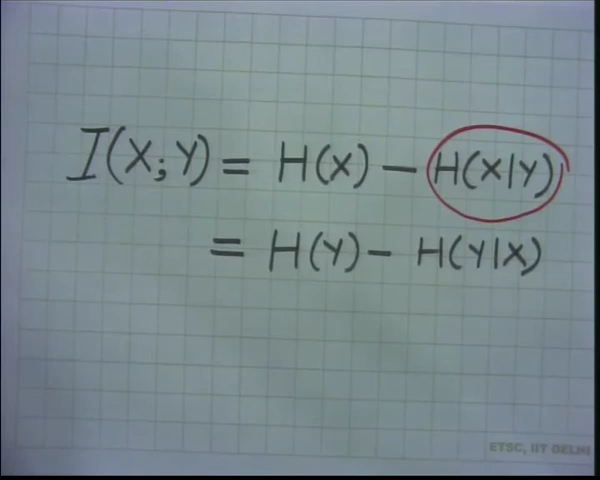 I(X;Y) = H(X) - H(X|Y)
= H(Y) - H(Y|X)
ETSC, IIT DELHI